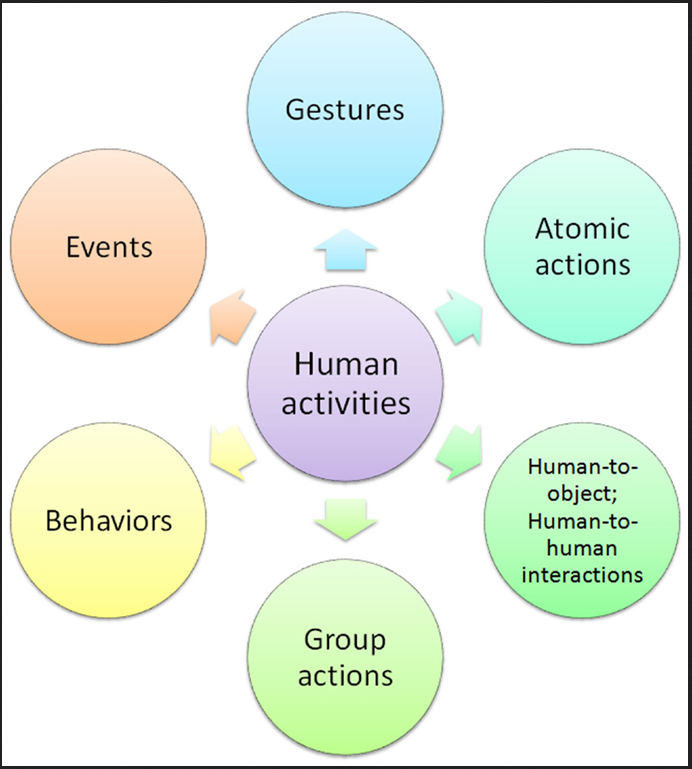 Gestures
Atomic
actions
Human-to-
object;
Human-to-
human
interactions
Group
actions
Behaviors
Events
Human
activities